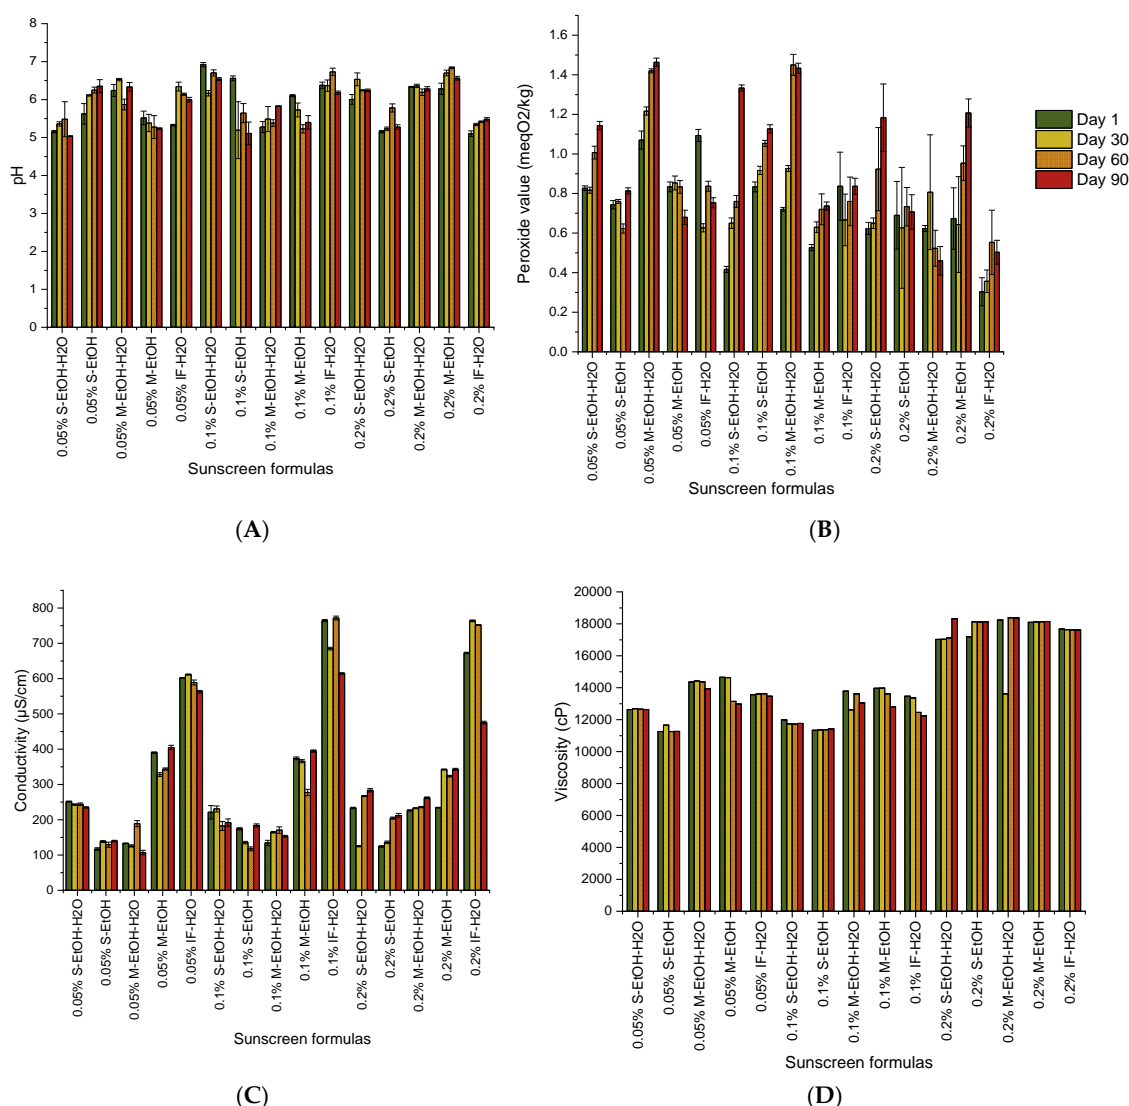 8
7
6
5
4
3
2
1
0
pH
0.05% S-EtOH-H2O
0.05% S-EtOH
0.05% M-EtOH-H2O
0.05% M-EtOH
0.05% IF-H2O
0.1% S-EtOH-H2O
0.1% S-EtOH
0.1% M-EtOH-H2O
0.1% M-EtOH
0.1% IF-H2O
0.2% S-EtOH-H2O
0.2% S-EtOH
0.2% M-EtOH-H2O
0.2% M-EtOH
0.2% IF-H2O
Sunscreen formulas
(A)
1.6
1.4
1.2
1.0
0.8
0.6
0.4
0.2
0.0
Peroxide value (meqO2/kg)
0.05% S-EtOH-H2O
0.05% S-EtOH
0.05% M-EtOH-H2O
0.05% M-EtOH
0.05% IF-H2O
0.1% S-EtOH-H2O
0.1% S-EtOH
0.1% M-EtOH-H2O
0.1% M-EtOH
0.1% IF-H2O
0.2% S-EtOH-H2O
0.2% S-EtOH
0.2% M-EtOH-H2O
0.2% M-EtOH
0.2% IF-H2O
Sunscreen formulas
(B)
Day 1
Day 30
Day 60
Day 90
800
700
600
500
400
300
200
100
0
Conductivity (µS/cm)
0.05% S-EtOH-H2O
0.05% S-EtOH
0.05% M-EtOH-H2O
0.05% M-EtOH
0.05% IF-H2O
0.1% S-EtOH-H2O
0.1% S-EtOH
0.1% M-EtOH-H2O
0.1% M-EtOH
0.1% IF-H2O
0.2% S-EtOH-H2O
0.2% S-EtOH
0.2% M-EtOH-H2O
0.2% M-EtOH
0.2% IF-H2O
Sunscreen formulas
(C)
20000
18000
16000
14000
12000
10000
8000
6000
4000
2000
0
Viscosity (cP)
0.05% S-EtOH-H2O
0.05% S-EtOH
0.05% M-EtOH-H2O
0.05% M-EtOH
0.05% IF-H2O
0.1% S-EtOH-H2O
0.1% S-EtOH
0.1% M-EtOH-H2O
0.1% M-EtOH
0.1% IF-H2O
0.2% S-EtOH-H2O
0.2% S-EtOH
0.2% M-EtOH-H2O
0.2% M-EtOH
0.2% IF-H2O
Sunscreen formulas
(D)